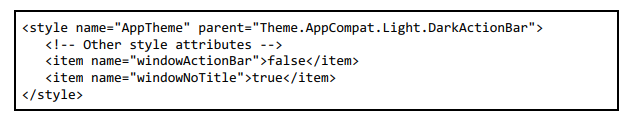 <style name="AppTheme" parent="Theme.AppCompat.Light.DarkActionBar">
<!-- Other style attributes -->
<item name="windowActionBar">false</item>
<item name="windowNoTitle">true</item>
</style>